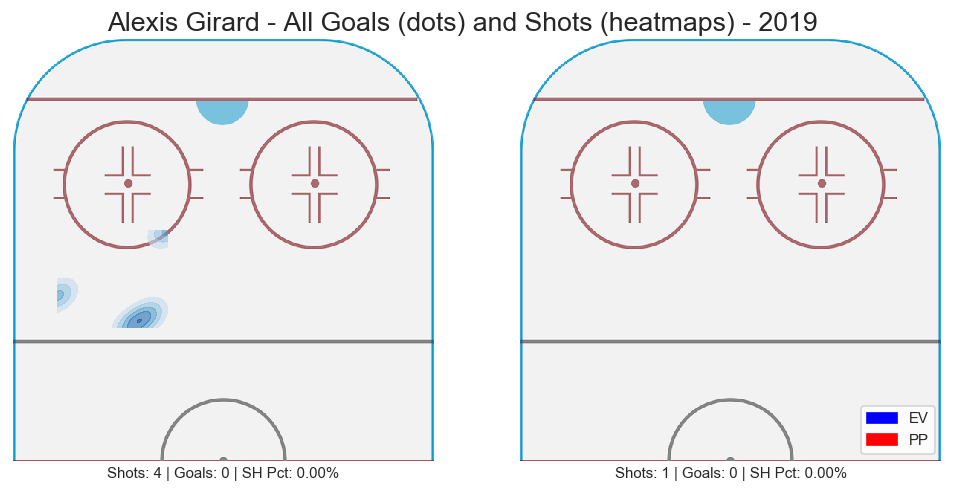 Alexis Girard - All Goals (dots) and Shots (heatmaps) - 2019
EV
PP
Shots: 4 | Goals: 0 | SH Pct: 0.00%
Shots: 1 | Goals: 0 | SH Pct: 0.00%